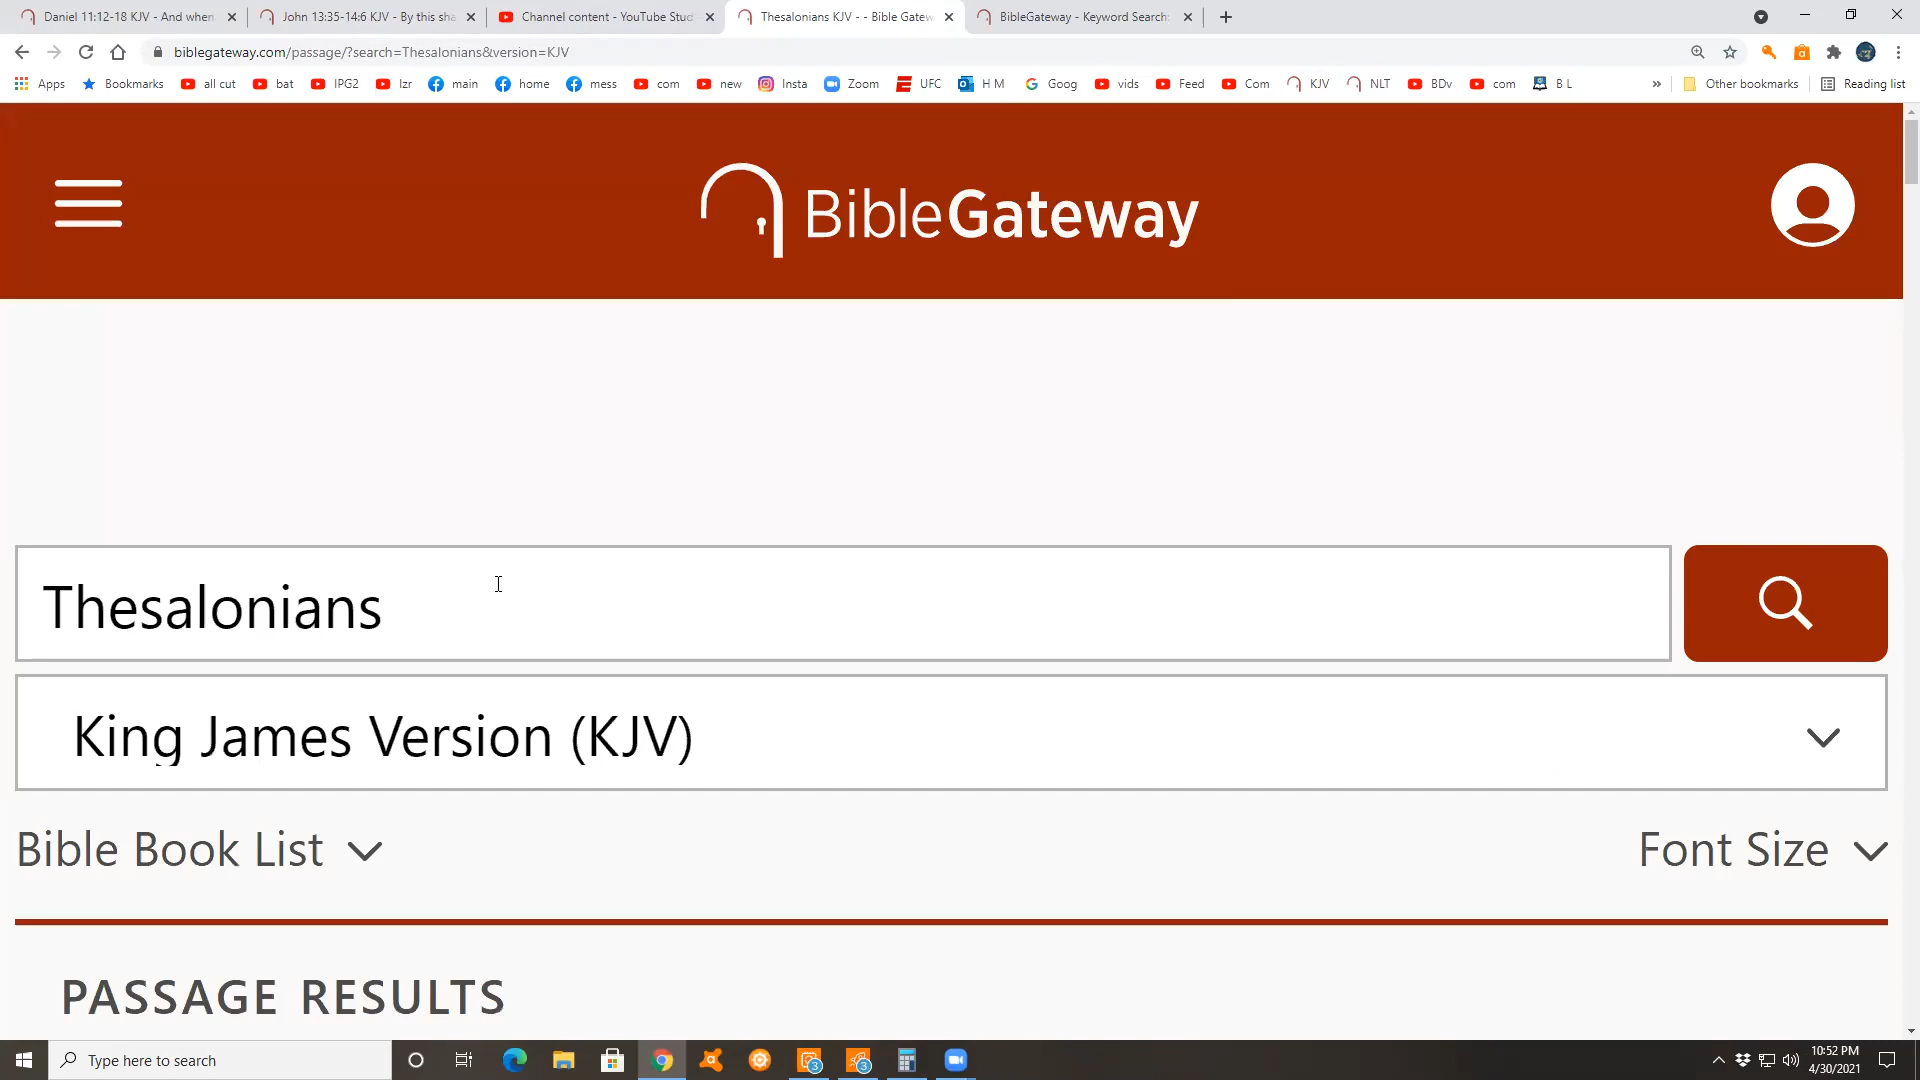 Daniel 11:12-18 KJV - And when
John 13:35-14:6 KJV - By this sha
Channel content - YouTube Stud
Thesalonians KJV - - Bible Gatew
BibleGateway - Keyword Search:
biblegateway.com/passage/?search=Thesalonians&version=KJV
Apps Bookmarks all cut bat IPG2 lzr main home mess com new Insta Zoom UFC H M Goog vids Feed Com KJV NLT BDv com B L » Other bookmarks Reading list
BibleGateway
Thesalonians
King James Version (KJV)
Bible Book List Font Size
PASSAGE RESULTS
Type here to search
3 3
10:52 PM
4/30/2021